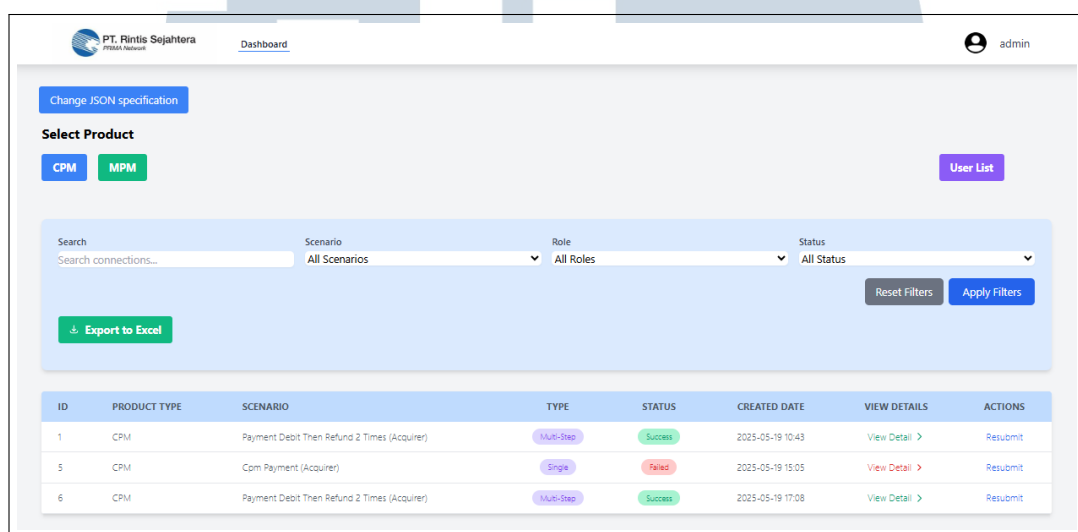 PT. Rintis Sejahtera
PRIMA Network
Dashboard
admin
Change JSON specification
Select Product
CPM MPM User List
Search Scenario Role Status
Search connections... All Scenarios All Roles All Status
Reset Filters Apply Filters
Export to Excel
ID PRODUCT TYPE SCENARIO TYPE STATUS CREATED DATE VIEW DETAILS ACTIONS
1 CPM Payment Debit Then Refund 2 Times (Acquirer) Multi-Step Success 2025-05-19 10:43 View Detail > Resubmit
5 CPM Cpm Payment (Acquirer) Single Failed 2025-05-19 15:05 View Detail > Resubmit
6 CPM Payment Debit Then Refund 2 Times (Acquirer) Multi-Step Success 2025-05-19 17:08 View Detail > Resubmit